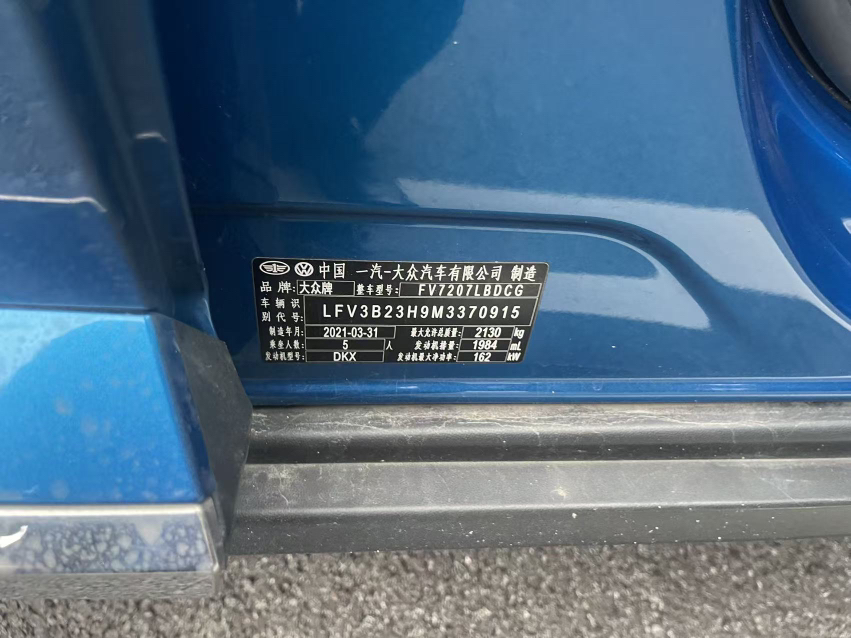 中国 一汽-大众汽车有限公司 制造
品牌: 大众牌 整车型号: FV7207LBDCG
车辆识别代号: LFV3B23H9M3370915
制造年月: 2021-03-31 最大允许总质量: 2130 kg
乘坐人数: 5 人 发动机排量: 1984 mL
发动机型号: DKX 发动机最大净功率: 162 kW